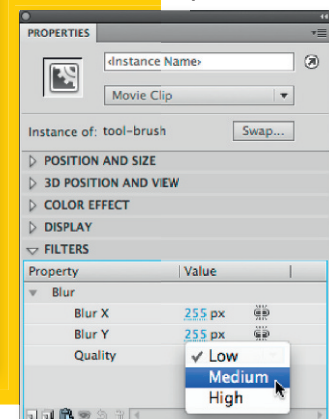 PROPERTIES
<Instance Name>
Movie Clip
Instance of: tool-brush Swap...
POSITION AND SIZE
3D POSITION AND VIEW
COLOR EFFECT
DISPLAY
FILTERS
Property Value
Blur
Blur X 255 px
Blur Y 255 px
Quality ✓ Low
Medium
High